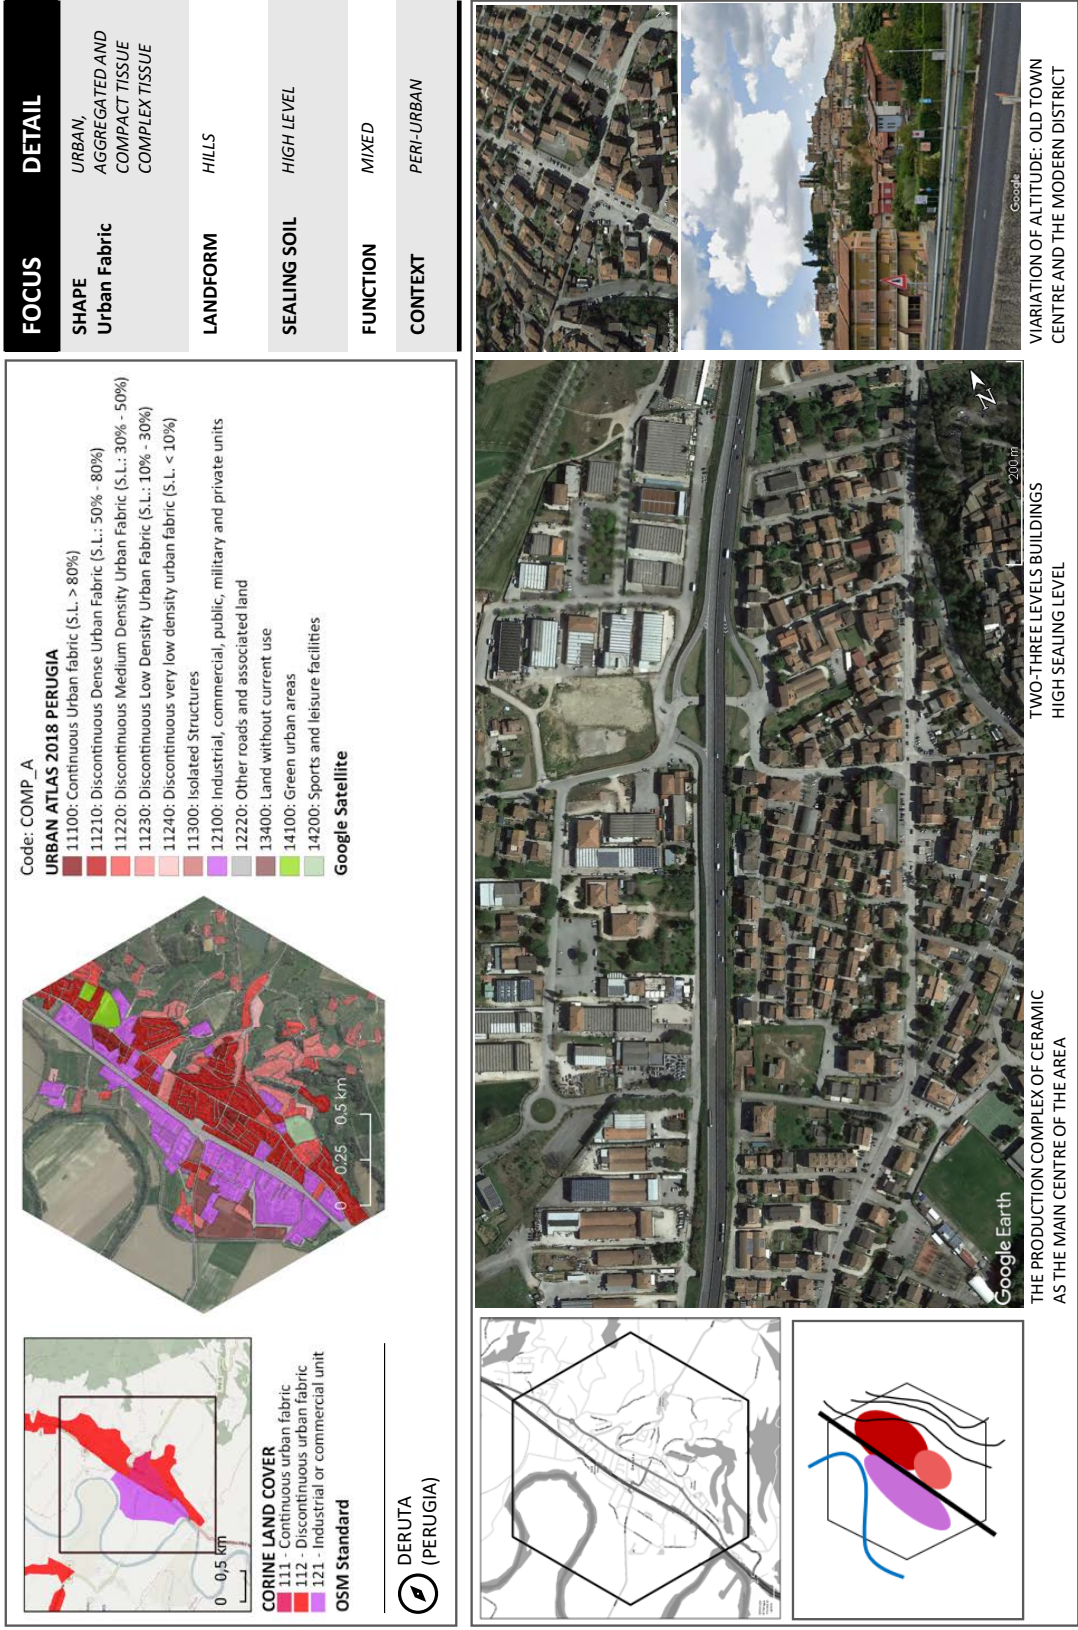 CORINE LAND COVER
111 - Continuous urban fabric
112 - Discontinuous urban fabric
121 - Industrial or commercial unit
OSM Standard
0 0,5 km
DERUTA
(PERUGIA)
0 0.25 0.5 km
Code: COMP_A
URBAN ATLAS 2018 PERUGIA
11100: Continuous Urban fabric (S.L. > 80%)
11210: Discontinuous Dense Urban Fabric (S.L.: 50% - 80%)
11220: Discontinuous Medium Density Urban Fabric (S.L.: 30% - 50%)
11230: Discontinuous Low Density Urban Fabric (S.L.: 10% - 30%)
11240: Discontinuous very low density urban fabric (S.L. < 10%)
11300: Isolated Structures
12100: Industrial, commercial, public, military and private units
12220: Other roads and associated land
13400: Land without current use
14100: Green urban areas
14200: Sports and leisure facilities
Google Satellite
FOCUS DETAIL
SHAPE URBAN,
Urban Fabric AGGREGATED AND
COMPACT TISSUE
COMPLEX TISSUE
LANDFORM HILLS
SEALING SOIL HIGH LEVEL
FUNCTION MIXED
CONTEXT PERI-URBAN
Google Earth
N
200 m
Google Earth
Google
THE PRODUCTION COMPLEX OF CERAMIC
AS THE MAIN CENTRE OF THE AREA
TWO-THREE LEVELS BUILDINGS
HIGH SEALING LEVEL
VIARIATION OF ALTITUDE: OLD TOWN
CENTRE AND THE MODERN DISTRICT